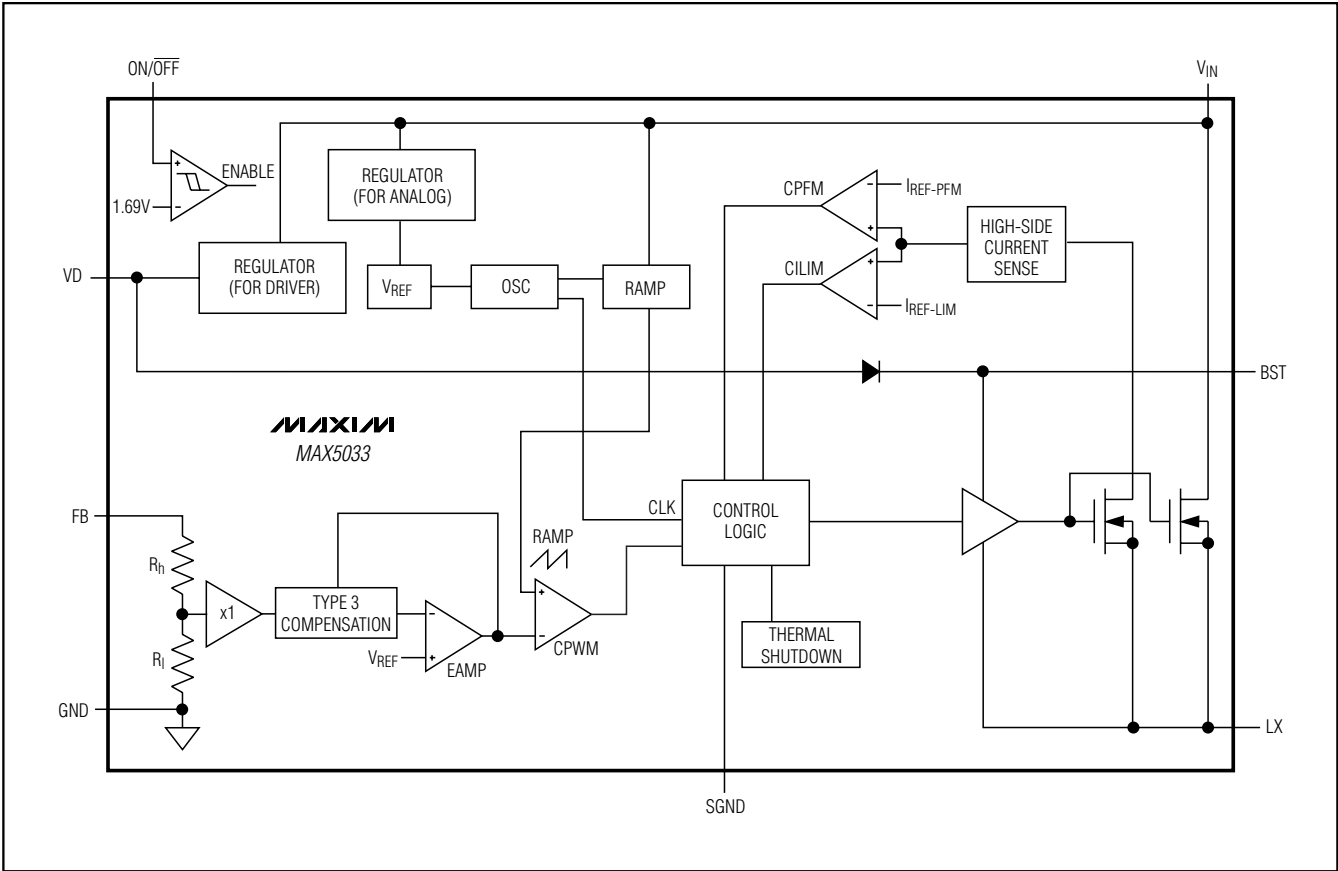 ON/OFF
VIN
ENABLE
1.69V
+
−
REGULATOR
(FOR ANALOG)
CPFM
−
IREF-PFM
+
HIGH-SIDE
CURRENT
SENSE
VD
REGULATOR
(FOR DRIVER)
VREF
OSC
RAMP
CILIM
+
−
IREF-LIM
BST
MAXIM
MAX5033
FB
Rh
Rl
x1
TYPE 3
COMPENSATION
−
+
VREF
EAMP
RAMP
+
−
CPWM
CLK
CONTROL
LOGIC
THERMAL
SHUTDOWN
GND
LX
SGND